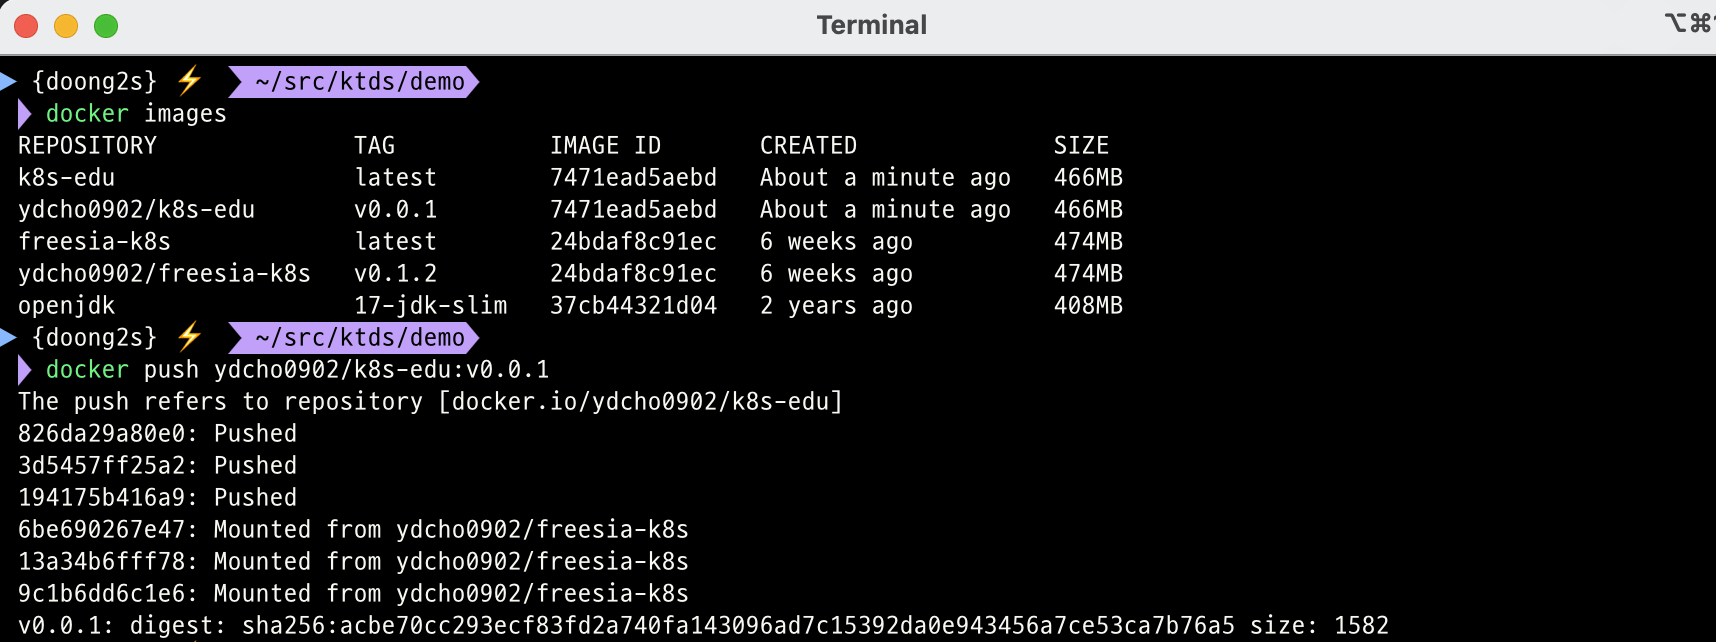 Terminal ⌥⌘1
{doong2s} ⚡ ~/src/ktds/demo
docker images
REPOSITORY TAG IMAGE ID CREATED SIZE
k8s-edu latest 7471ead5aebd About a minute ago 466MB
ydcho0902/k8s-edu v0.0.1 7471ead5aebd About a minute ago 466MB
freesia-k8s latest 24bdaf8c91ec 6 weeks ago 474MB
ydcho0902/freesia-k8s v0.1.2 24bdaf8c91ec 6 weeks ago 474MB
openjdk 17-jdk-slim 37cb44321d04 2 years ago 408MB
{doong2s} ⚡ ~/src/ktds/demo
docker push ydcho0902/k8s-edu:v0.0.1
The push refers to repository [docker.io/ydcho0902/k8s-edu]
826da29a80e0: Pushed
3d5457ff25a2: Pushed
194175b416a9: Pushed
6be690267e47: Mounted from ydcho0902/freesia-k8s
13a34b6fff78: Mounted from ydcho0902/freesia-k8s
9c1b6dd6c1e6: Mounted from ydcho0902/freesia-k8s
v0.0.1: digest: sha256:acbe70cc293ecf83fd2a740fa143096ad7c15392da0e943456a7ce53ca7b76a5 size: 1582